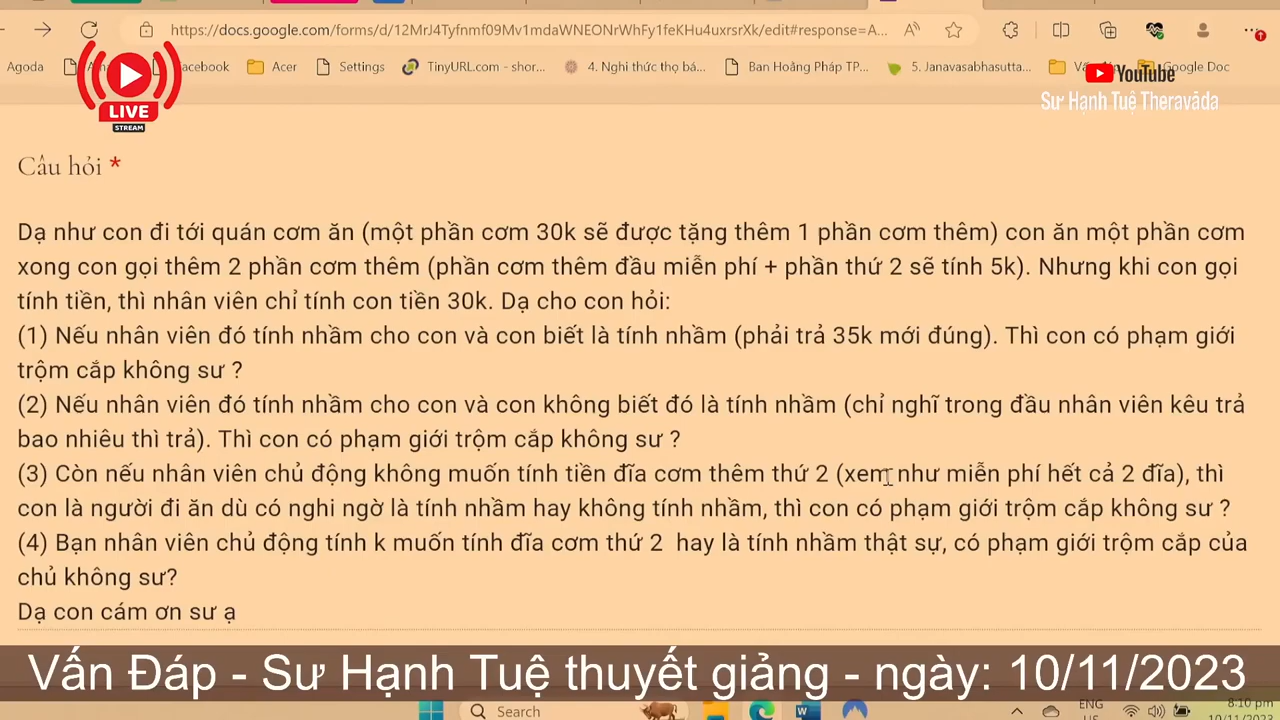 https://docs.google.com/forms/d/12MrJ4Tyfnmf09Mv1mdaWNEONrWhFy1feKHu4uxrsrXk/edit#response=A...
Agoda
Facebook
Acer
Settings
TinyURL.com - shor...
4. Nghi thức thọ bá...
Ban Hoằng Pháp TP...
5. Janavasabhasutta...
Google Doc
LIVE
STREAM
YouTube
Sư Hạnh Tuệ Theravāda
Câu hỏi *
Dạ như con đi tới quán cơm ăn (một phần cơm 30k sẽ được tặng thêm 1 phần cơm thêm) con ăn một phần cơm
xong con gọi thêm 2 phần cơm thêm (phần cơm thêm đầu miễn phí + phần thứ 2 sẽ tính 5k). Nhưng khi con gọi
tính tiền, thì nhân viên chỉ tính con tiền 30k. Dạ cho con hỏi:
(1) Nếu nhân viên đó tính nhầm cho con và con biết là tính nhầm (phải trả 35k mới đúng). Thì con có phạm giới
trộm cắp không sư ?
(2) Nếu nhân viên đó tính nhầm cho con và con không biết đó là tính nhầm (chỉ nghĩ trong đầu nhân viên kêu trả
bao nhiêu thì trả). Thì con có phạm giới trộm cắp không sư ?
(3) Còn nếu nhân viên chủ động không muốn tính tiền đĩa cơm thêm thứ 2 (xem như miễn phí hết cả 2 đĩa), thì
con là người đi ăn dù có nghi ngờ là tính nhầm hay không tính nhầm, thì con có phạm giới trộm cắp không sư ?
(4) Bạn nhân viên chủ động tính k muốn tính đĩa cơm thứ 2 hay là tính nhầm thật sự, có phạm giới trộm cắp của
chủ không sư?
Dạ con cám ơn sư ạ
Vấn Đáp - Sư Hạnh Tuệ thuyết giảng - ngày: 10/11/2023
Search
ENG
8:10 pm
10/11/2023